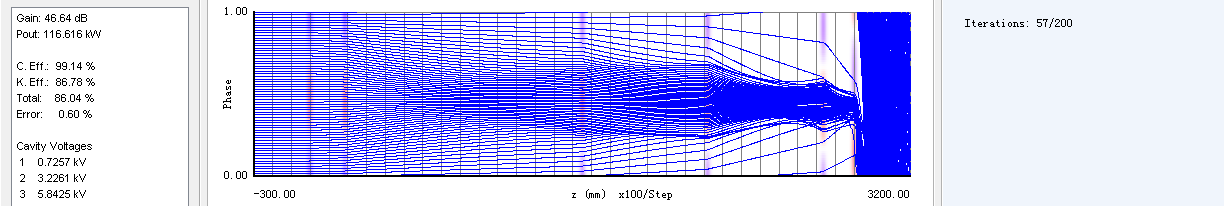 Gain: 46.64 dB
Pout: 116.616 kW
C. Eff.: 99.14 %
K. Eff.: 86.78 %
Total: 86.04 %
Error: 0.60 %
Cavity Voltages
1 0.7257 kV
2 3.2261 kV
3 5.8425 kV
1.00
Phase
0.00
-300.00
z (mm) x100/Step
3200.00
Iterations: 57/200